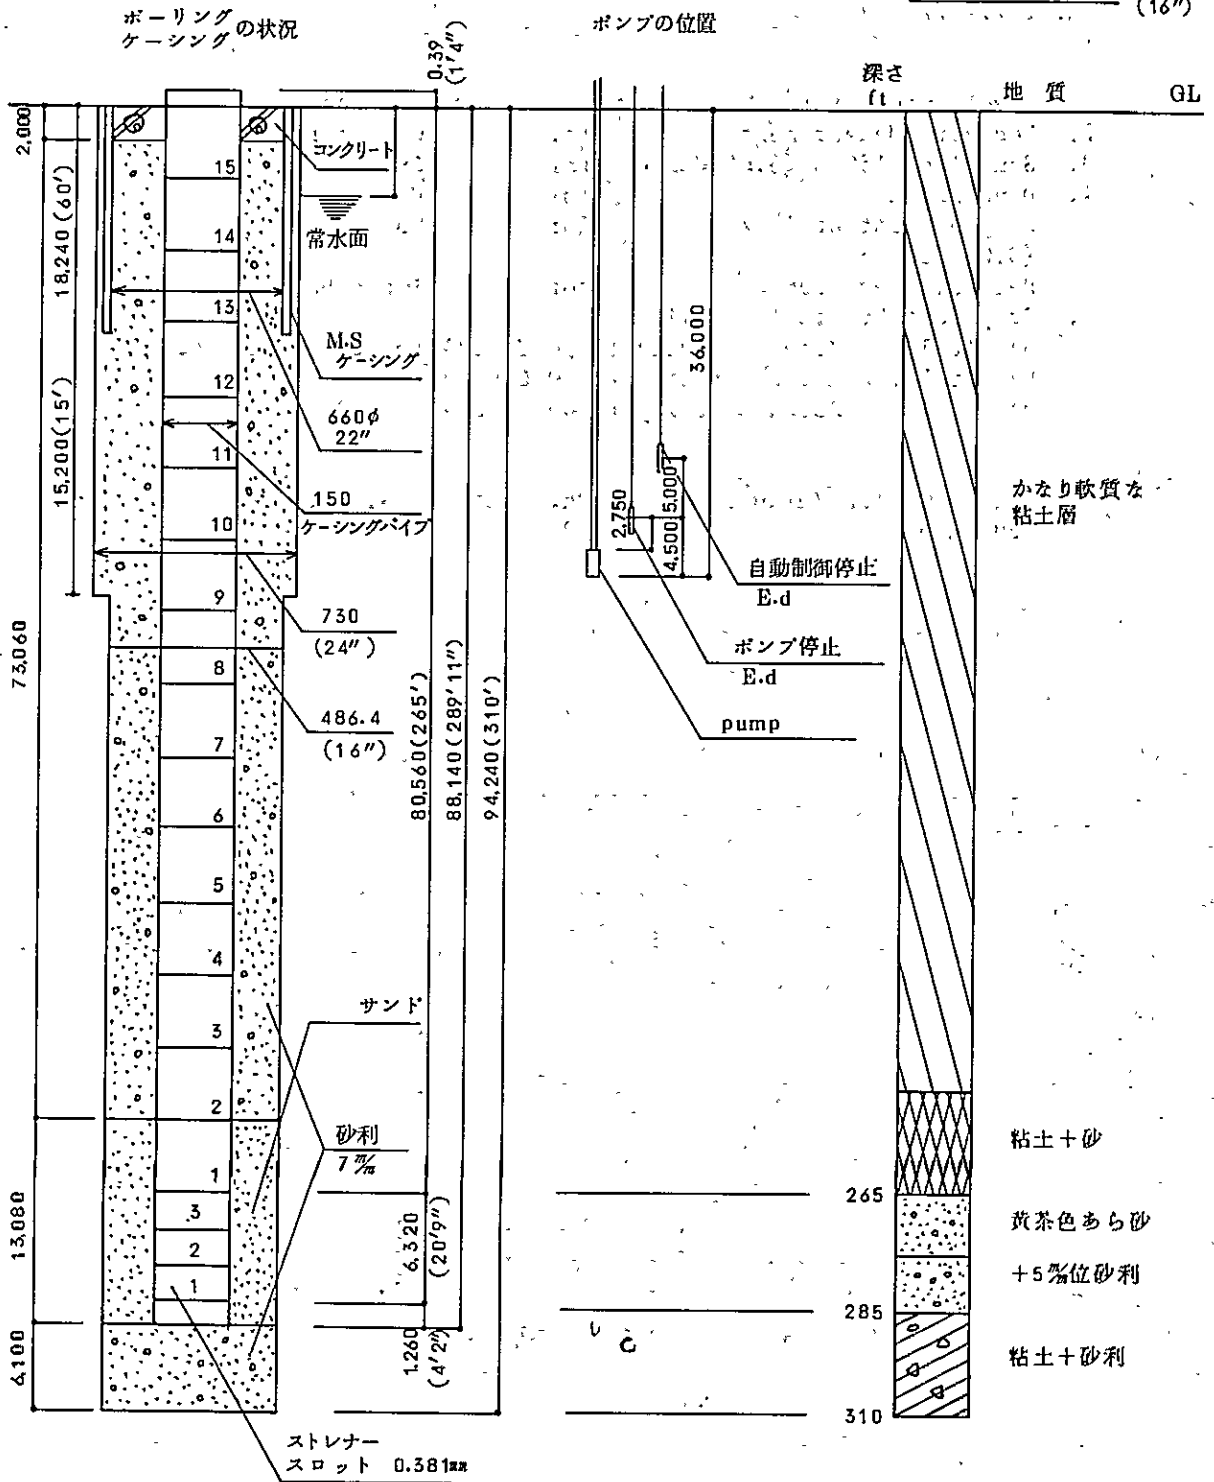 (16")
ボーリング
ケーシング の状況
ポンプの位置
0.39
(1'4")
深さ
ft
地 質
GL
2,000
コンクリート
15
18,240(60')
常水面
14
13
M.S
ケーシング
36,000
12
15,200(15')
660φ
22"
11
150
ケーシングパイプ
かなり軟質な
粘土層
10
2,750
4,500
5,000
自動制御停止
E.d
9
730
(24")
ポンプ停止
E.d
73,060
8
486.4
(16")
pump
7
80,560(265')
88,140(289'11")
94,240(310')
6
5
4
サンド
3
2
砂利
7 m/m
粘土+砂
1
265
13,080
3
2
1
6,320
(20'9")
黄茶色あら砂
+5m/m位砂利
285
4,100
1.260
(4'2")
粘土+砂利
310
ストレナー
スロット 0.381mm